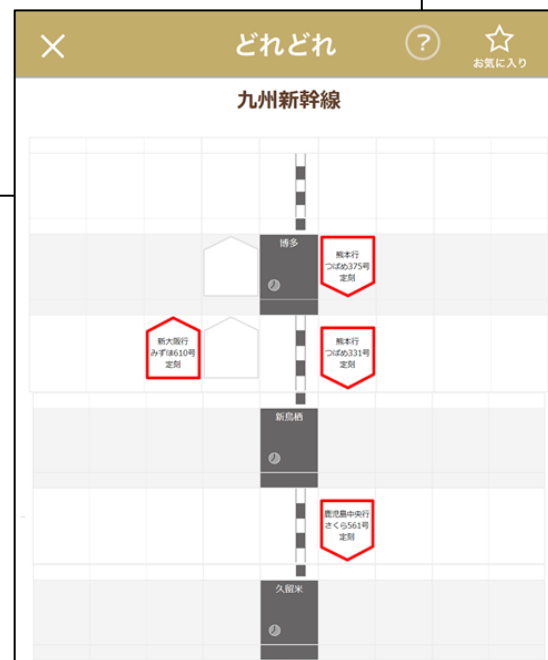 どれどれ
?
お気に入り
九州新幹線
博多
熊本行
つばめ375号
定刻
新大阪行
みずほ610号
定刻
熊本行
つばめ331号
定刻
新鳥栖
鹿児島中央行
さくら561号
定刻
久留米